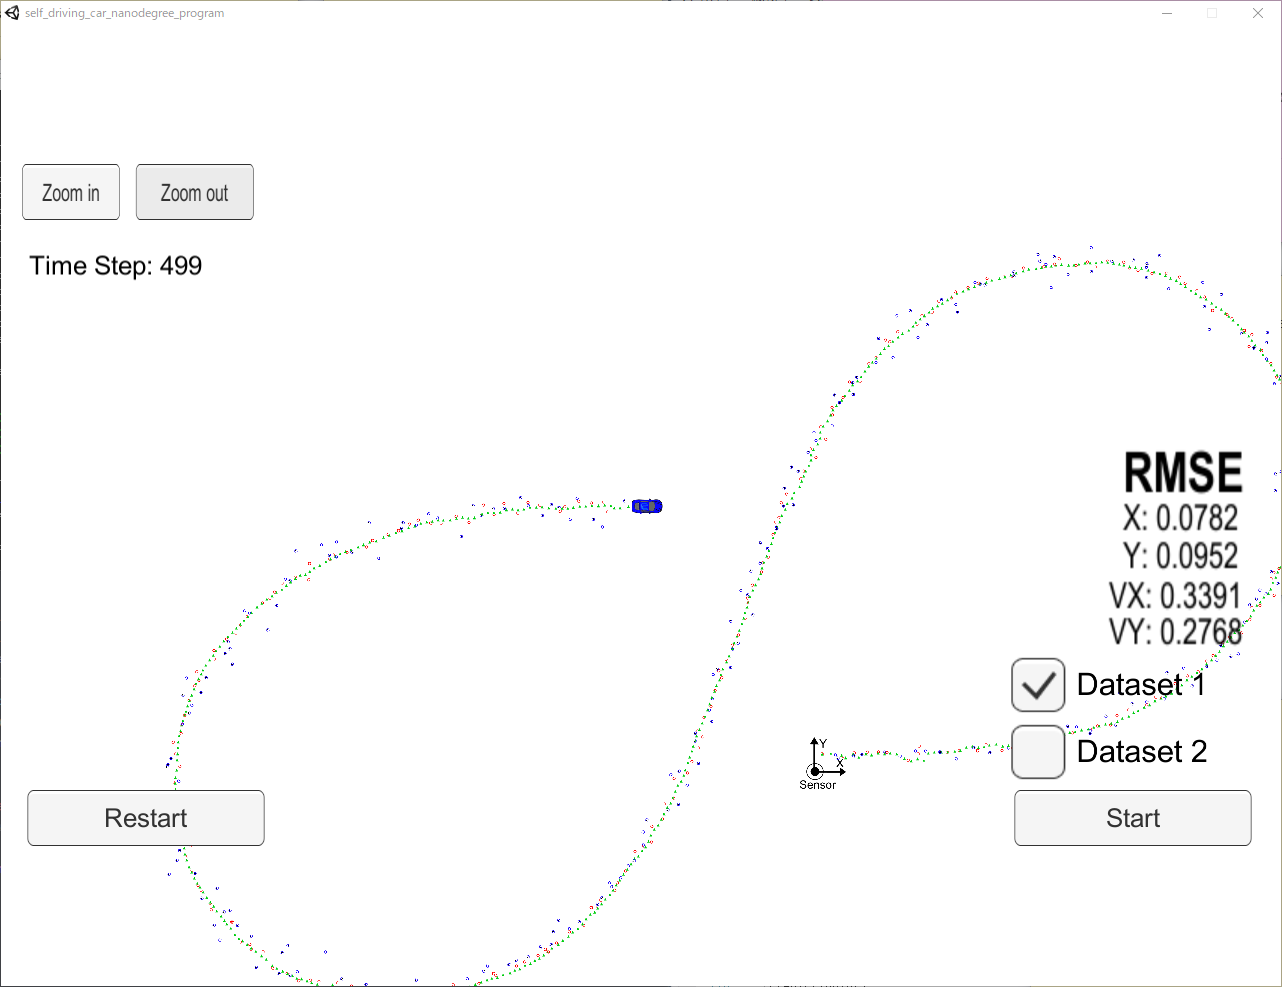 self_driving_car_nanodegree_program
Zoom in
Zoom out
Time Step: 499
RMSE
X: 0.0782
Y: 0.0952
VX: 0.3391
VY: 0.2768
Dataset 1
Y
X
Sensor
Dataset 2
Restart
Start